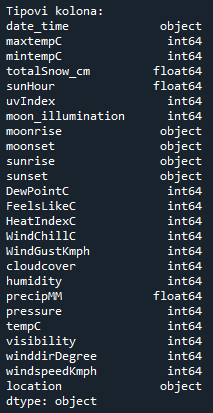 Tipovi kolona:
date_time object
maxtempC int64
mintempC int64
totalSnow_cm float64
sunHour float64
uvIndex int64
moon_illumination int64
moonrise object
moonset object
sunrise object
sunset object
DewPointC int64
FeelsLikeC int64
HeatIndexC int64
WindChillC int64
WindGustKmph int64
cloudcover int64
humidity int64
precipMM float64
pressure int64
tempC int64
visibility int64
winddirDegree int64
windspeedKmph int64
location object
dtype: object